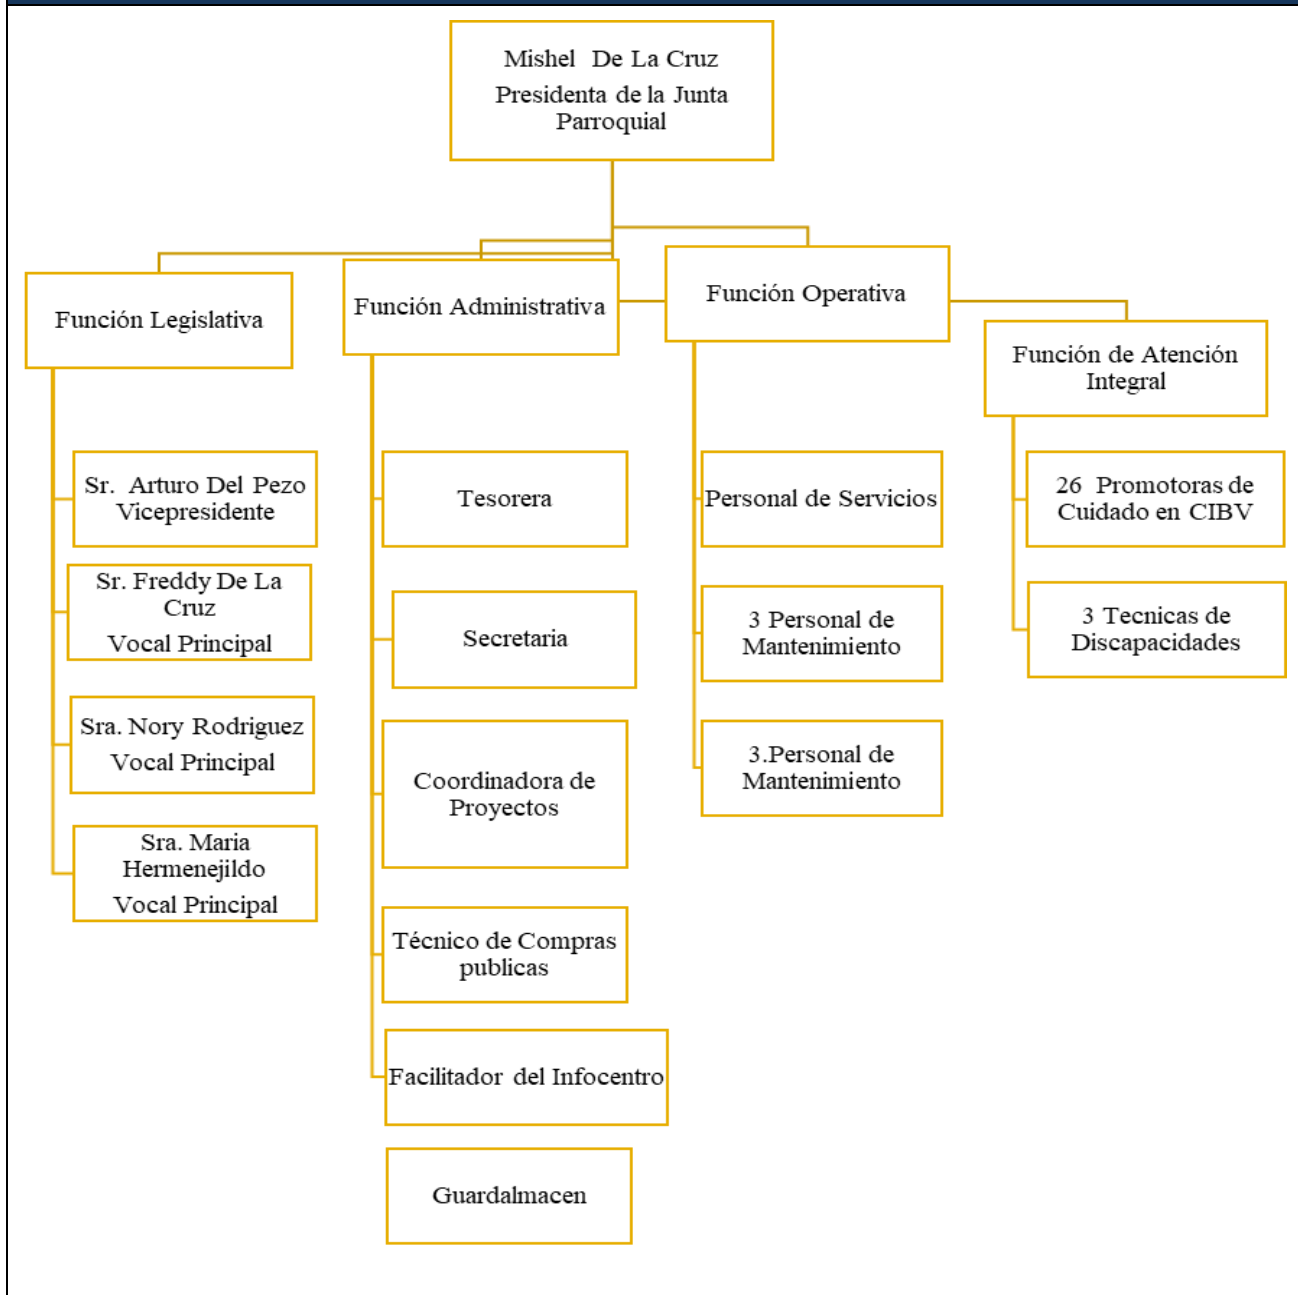 Mishel De La Cruz
Presidenta de la Junta
Parroquial
Función Legislativa
Función Administrativa
Función Operativa
Función de Atención
Integral
Sr. Arturo Del Pezo
Vicepresidente
Sr. Freddy De La
Cruz
Vocal Principal
Sra. Nory Rodriguez
Vocal Principal
Sra. Maria
Hermenejildo
Vocal Principal
Tesorera
Secretaria
Coordinadora de
Proyectos
Técnico de Compras
publicas
Facilitador del Infocentro
Guardalmacen
Personal de Servicios
3 Personal de
Mantenimiento
3.Personal de
Mantenimiento
26 Promotoras de
Cuidado en CIBV
3 Tecnicas de
Discapacidades